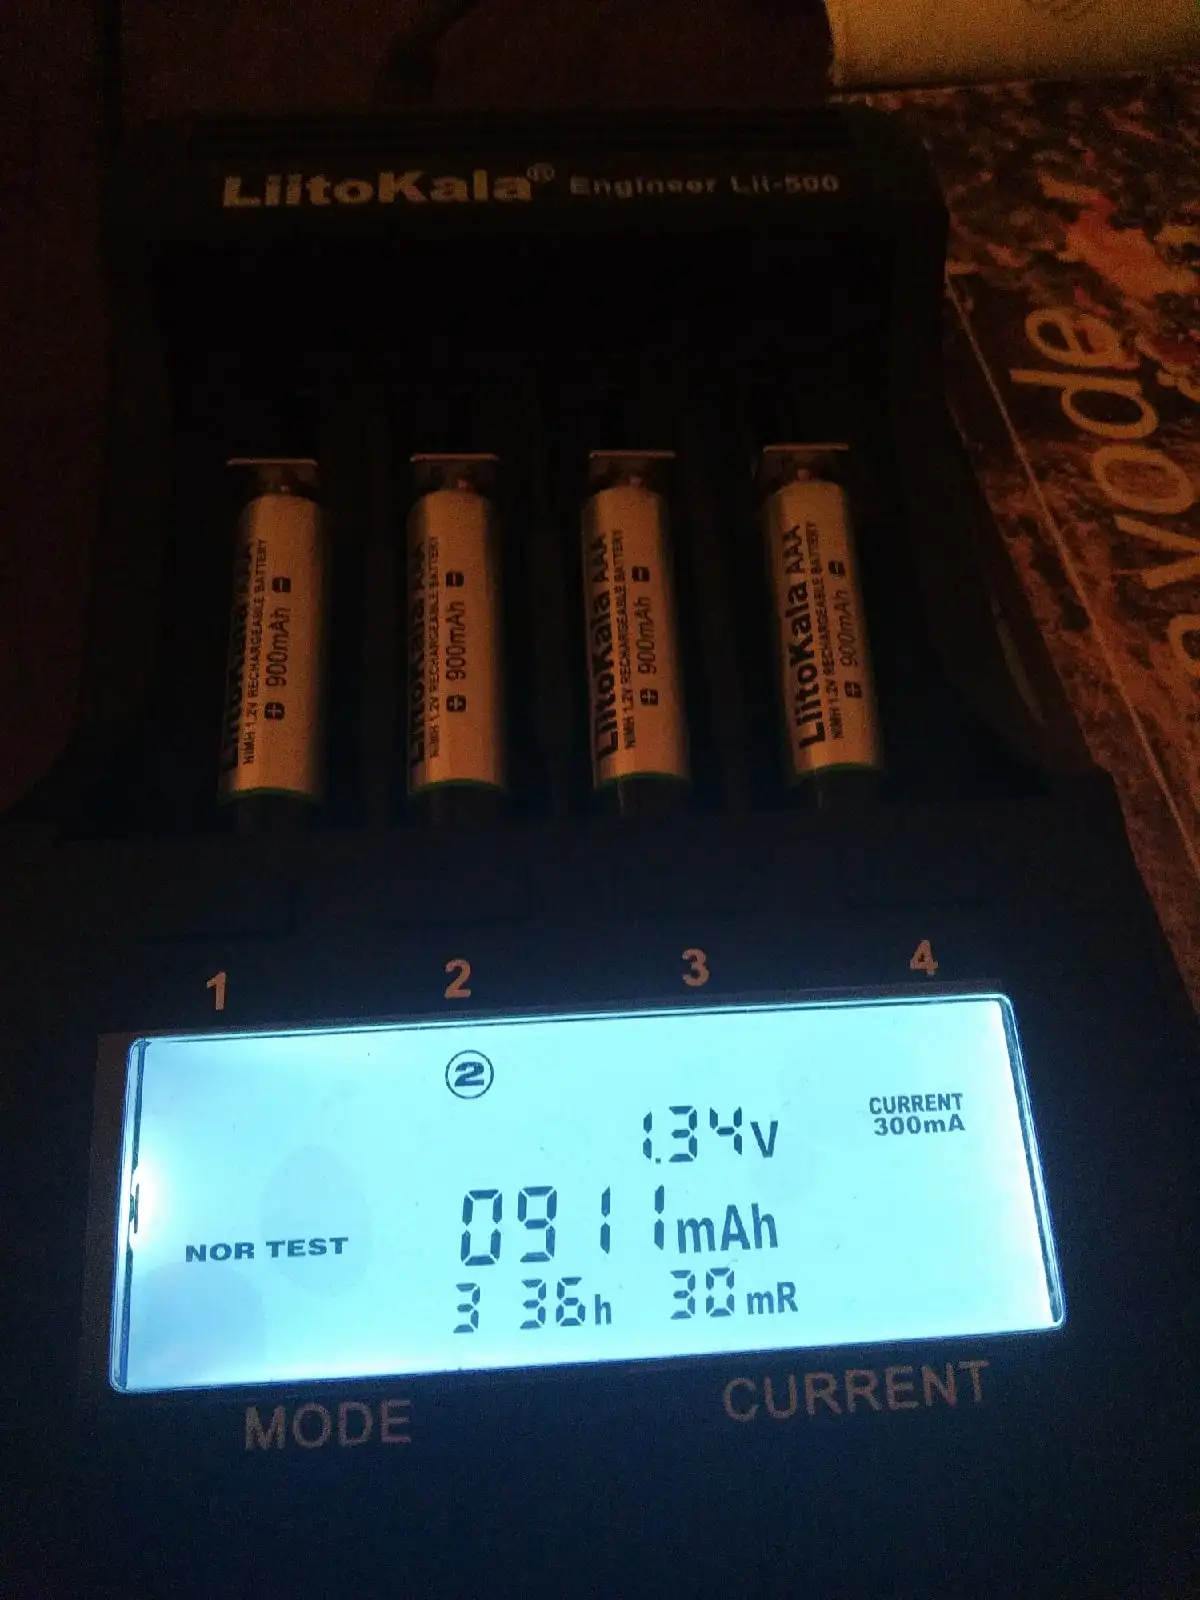 LiitoKala® Engineer Lii-500
LiitoKala AAA
NiMH 1.2V RECHARGEABLE BATTERY
900mAh
LiitoKala AAA
NiMH 1.2V RECHARGEABLE BATTERY
900mAh
LiitoKala AAA
NiMH 1.2V RECHARGEABLE BATTERY
900mAh
LiitoKala AAA
NiMH 1.2V RECHARGEABLE BATTERY
900mAh
1 2 3 4
2
1.34V
CURRENT
300mA
NOR TEST
0911mAh
3 36h 30mR
MODE CURRENT